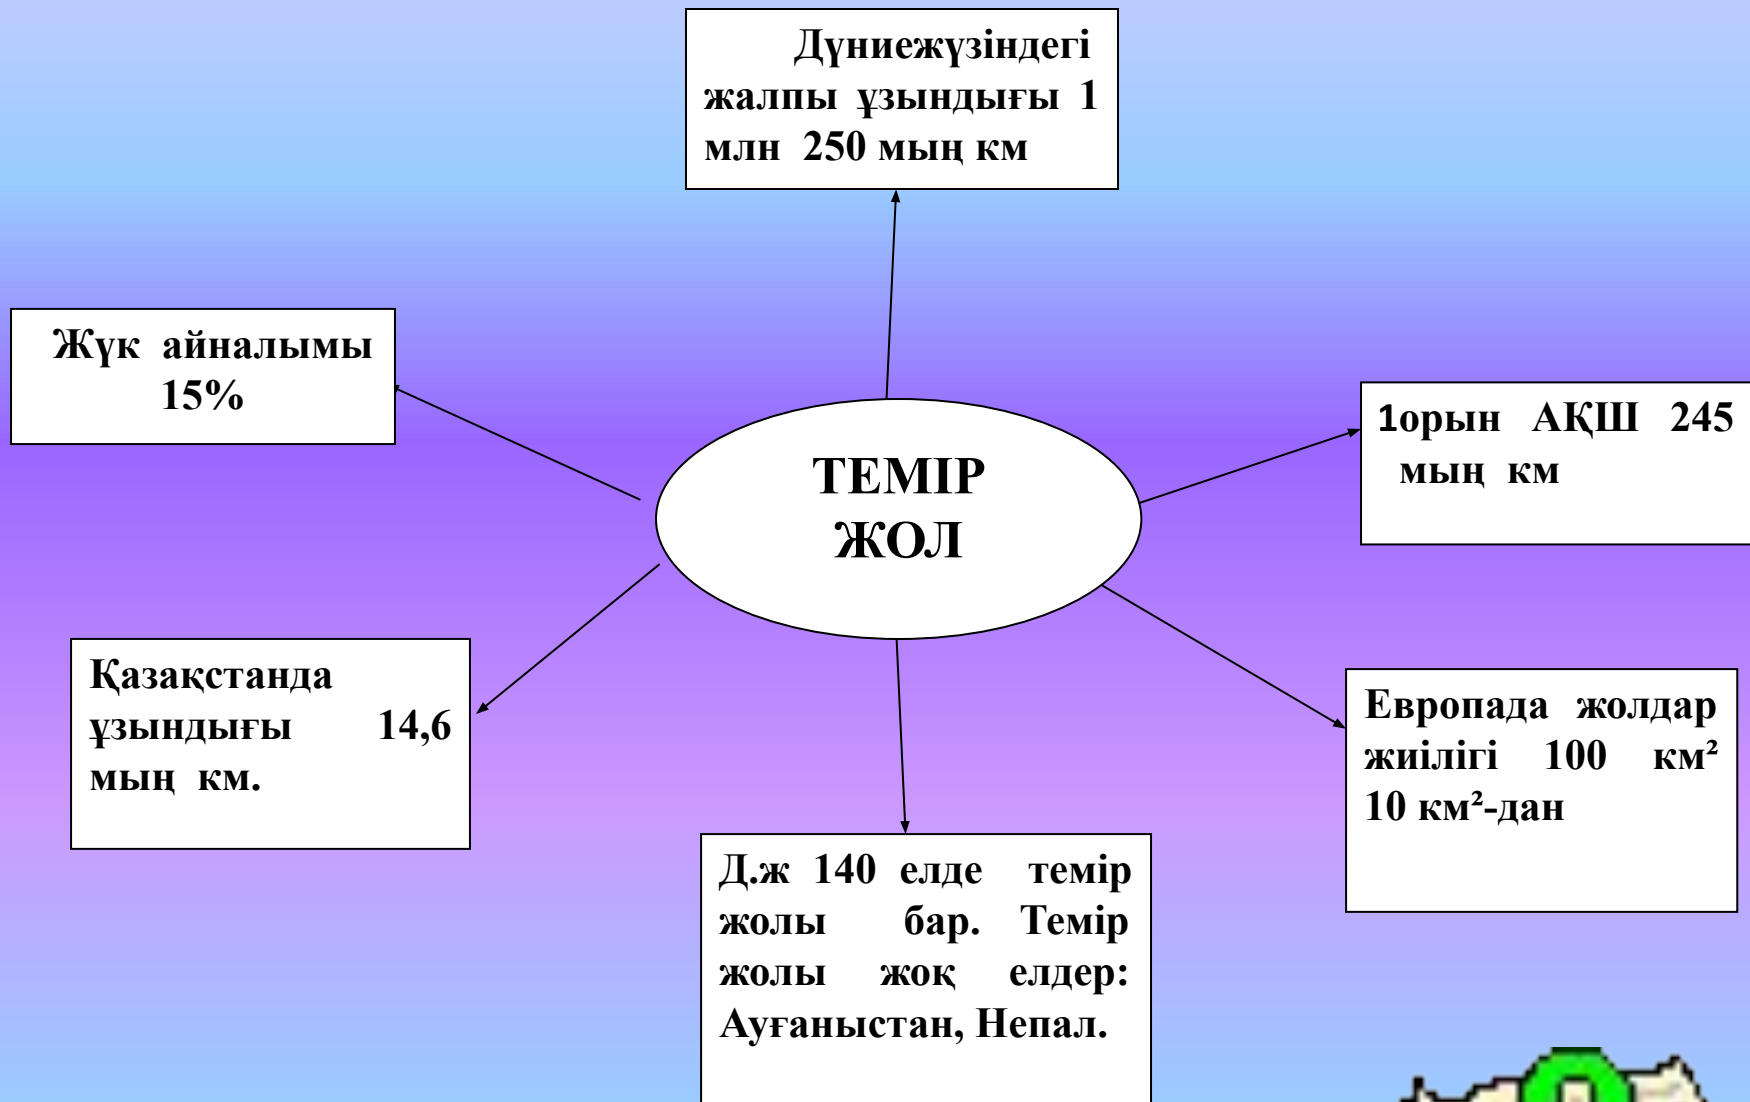 Дүниежүзіндегі
жалпы ұзындығы 1
млн 250 мың км
Жүк айналымы
15%
1орын АҚШ 245
мың км
ТЕМІР
ЖОЛ
Қазақстанда
ұзындығы 14,6
мың км.
Европада жолдар
жиілігі 100 км²
10 км²-дан
Д.ж 140 елде темір
жолы бар. Темір
жолы жоқ елдер:
Ауғаныстан, Непал.